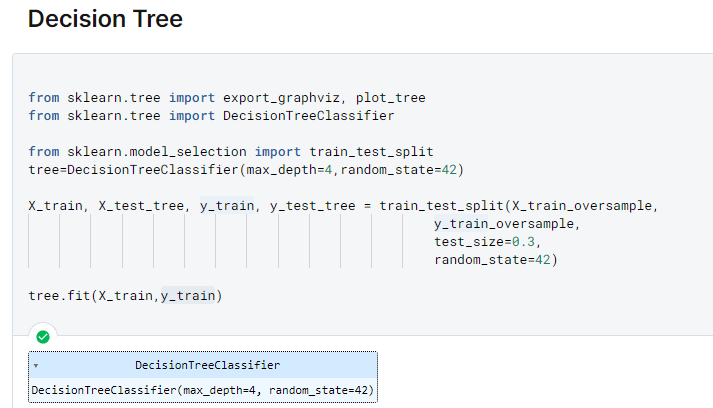 Decision Tree
from sklearn.tree import export_graphviz, plot_tree
from sklearn.tree import DecisionTreeClassifier
from sklearn.model_selection import train_test_split
tree=DecisionTreeClassifier(max_depth=4,random_state=42)
X_train, X_test_tree, y_train, y_test_tree = train_test_split(X_train_oversample,
y_train_oversample,
test_size=0.3,
random_state=42)
tree.fit(X_train,y_train)
DecisionTreeClassifier
DecisionTreeClassifier(max_depth=4, random_state=42)